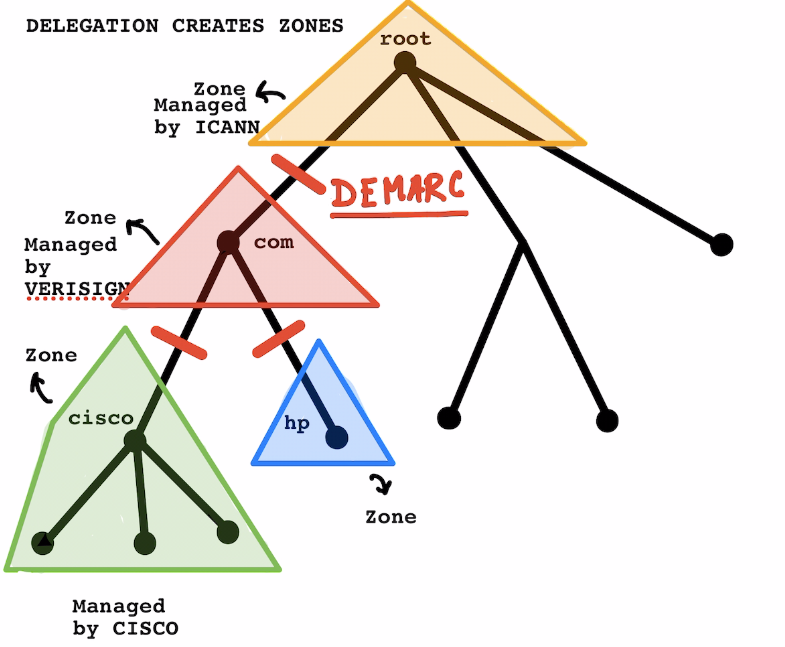 DELEGATION CREATES ZONES
root
Zone
Managed
by ICANN
DEMARC
Zone
Managed
by
VERISIGN
com
Zone
cisco
hp
Zone
Managed
by CISCO